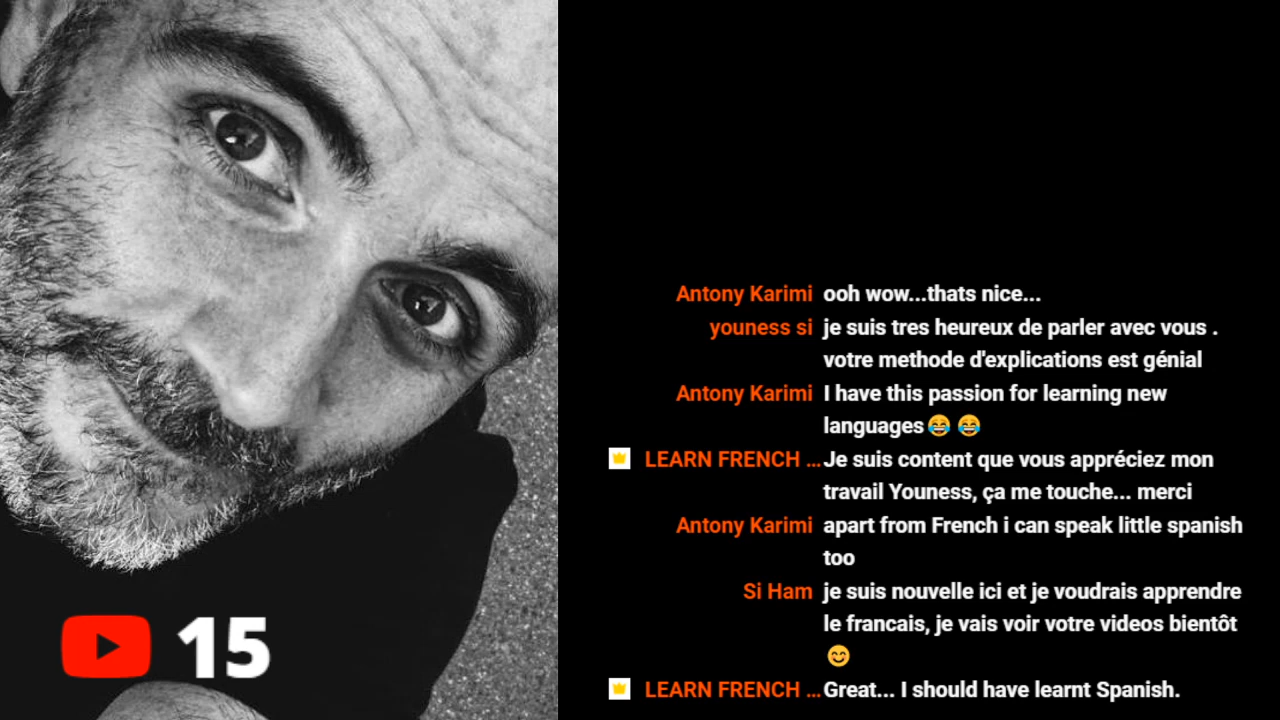 Antony Karimi ooh wow...thats nice...
youness si je suis tres heureux de parler avec vous .
votre methode d'explications est génial
Antony Karimi I have this passion for learning new
languages😂 😂
LEARN FRENCH ... Je suis content que vous appréciez mon
travail Youness, ça me touche... merci
Antony Karimi apart from French i can speak little spanish
too
Si Ham je suis nouvelle ici et je voudrais apprendre
le francais, je vais voir votre videos bientôt
😊
LEARN FRENCH ... Great... I should have learnt Spanish.
15